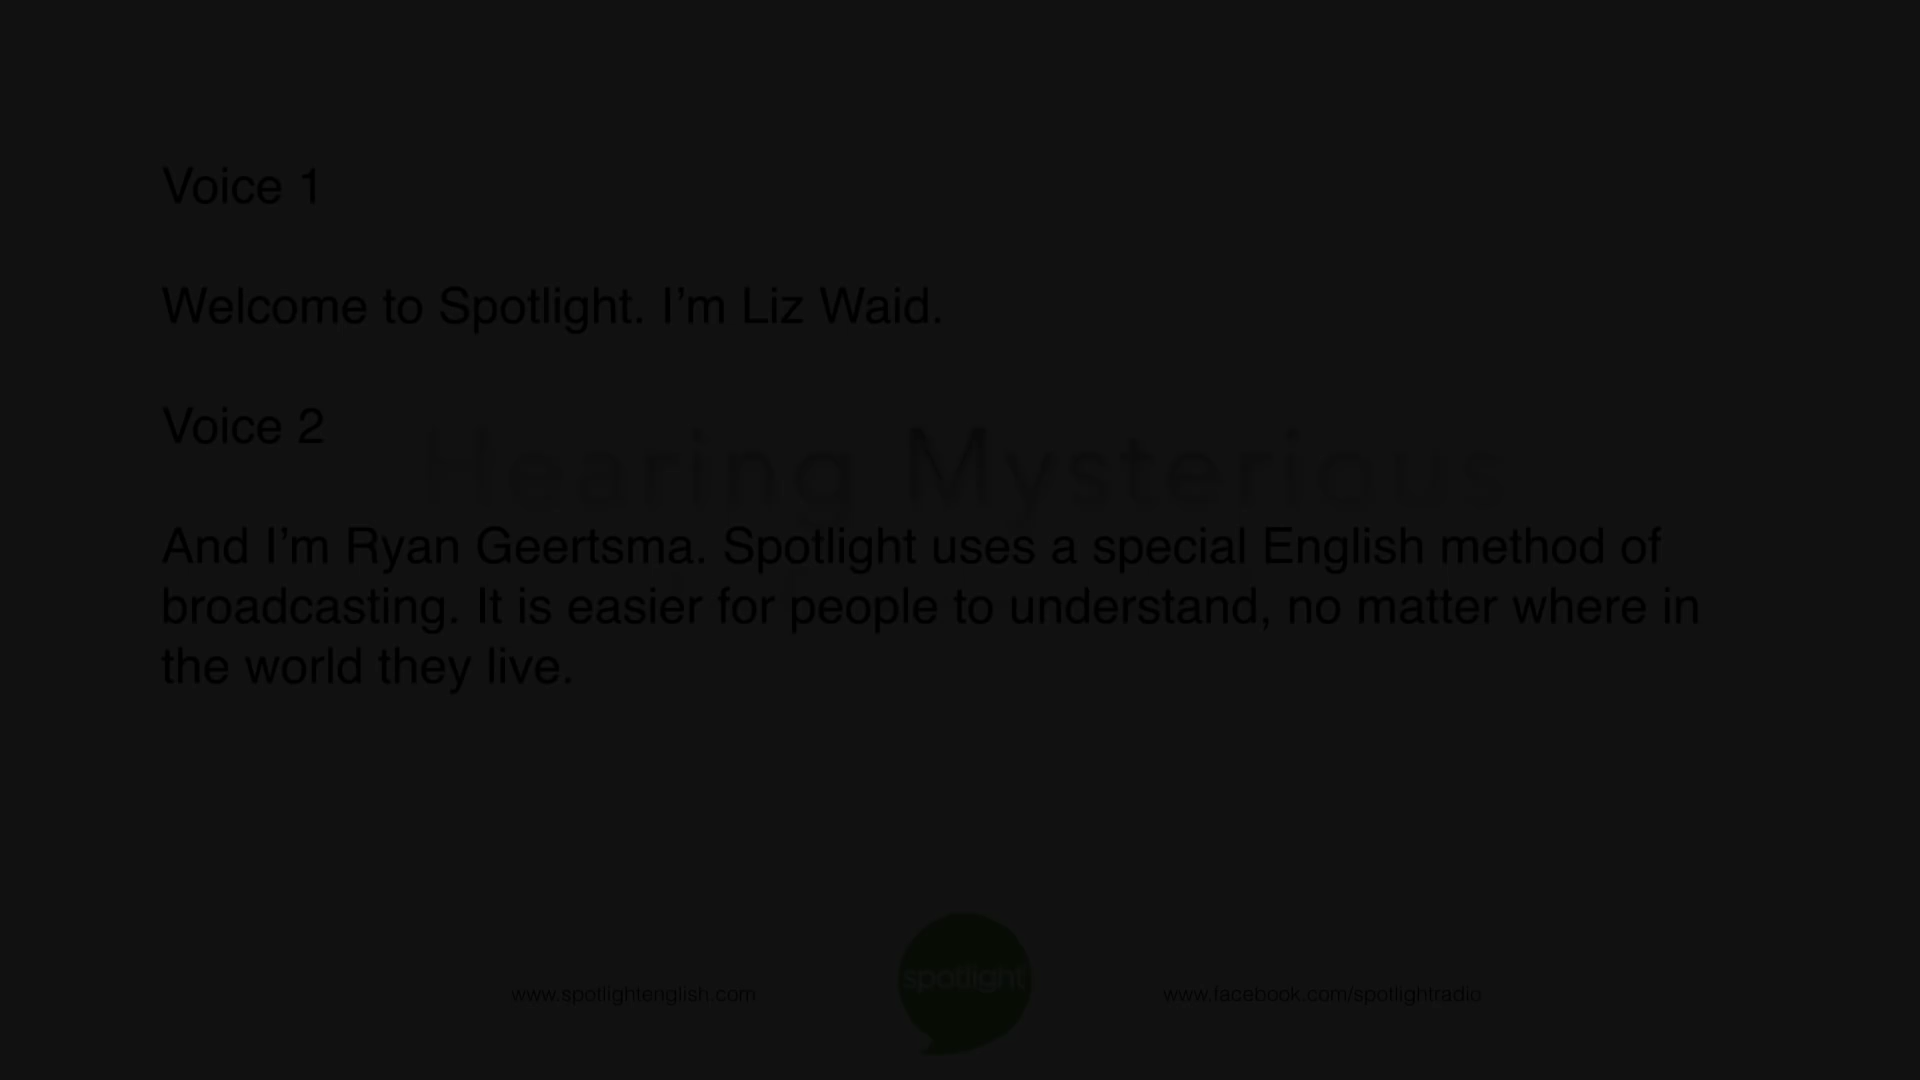 Voice 1
Welcome to Spotlight. I’m Liz Waid.
Voice 2
Hearing Mysterious
And I’m Ryan Geertsma. Spotlight uses a special English method of
broadcasting. It is easier for people to understand, no matter where in
the world they live.
spotlight
www.spotlightenglish.com
www.facebook.com/spotlightradio